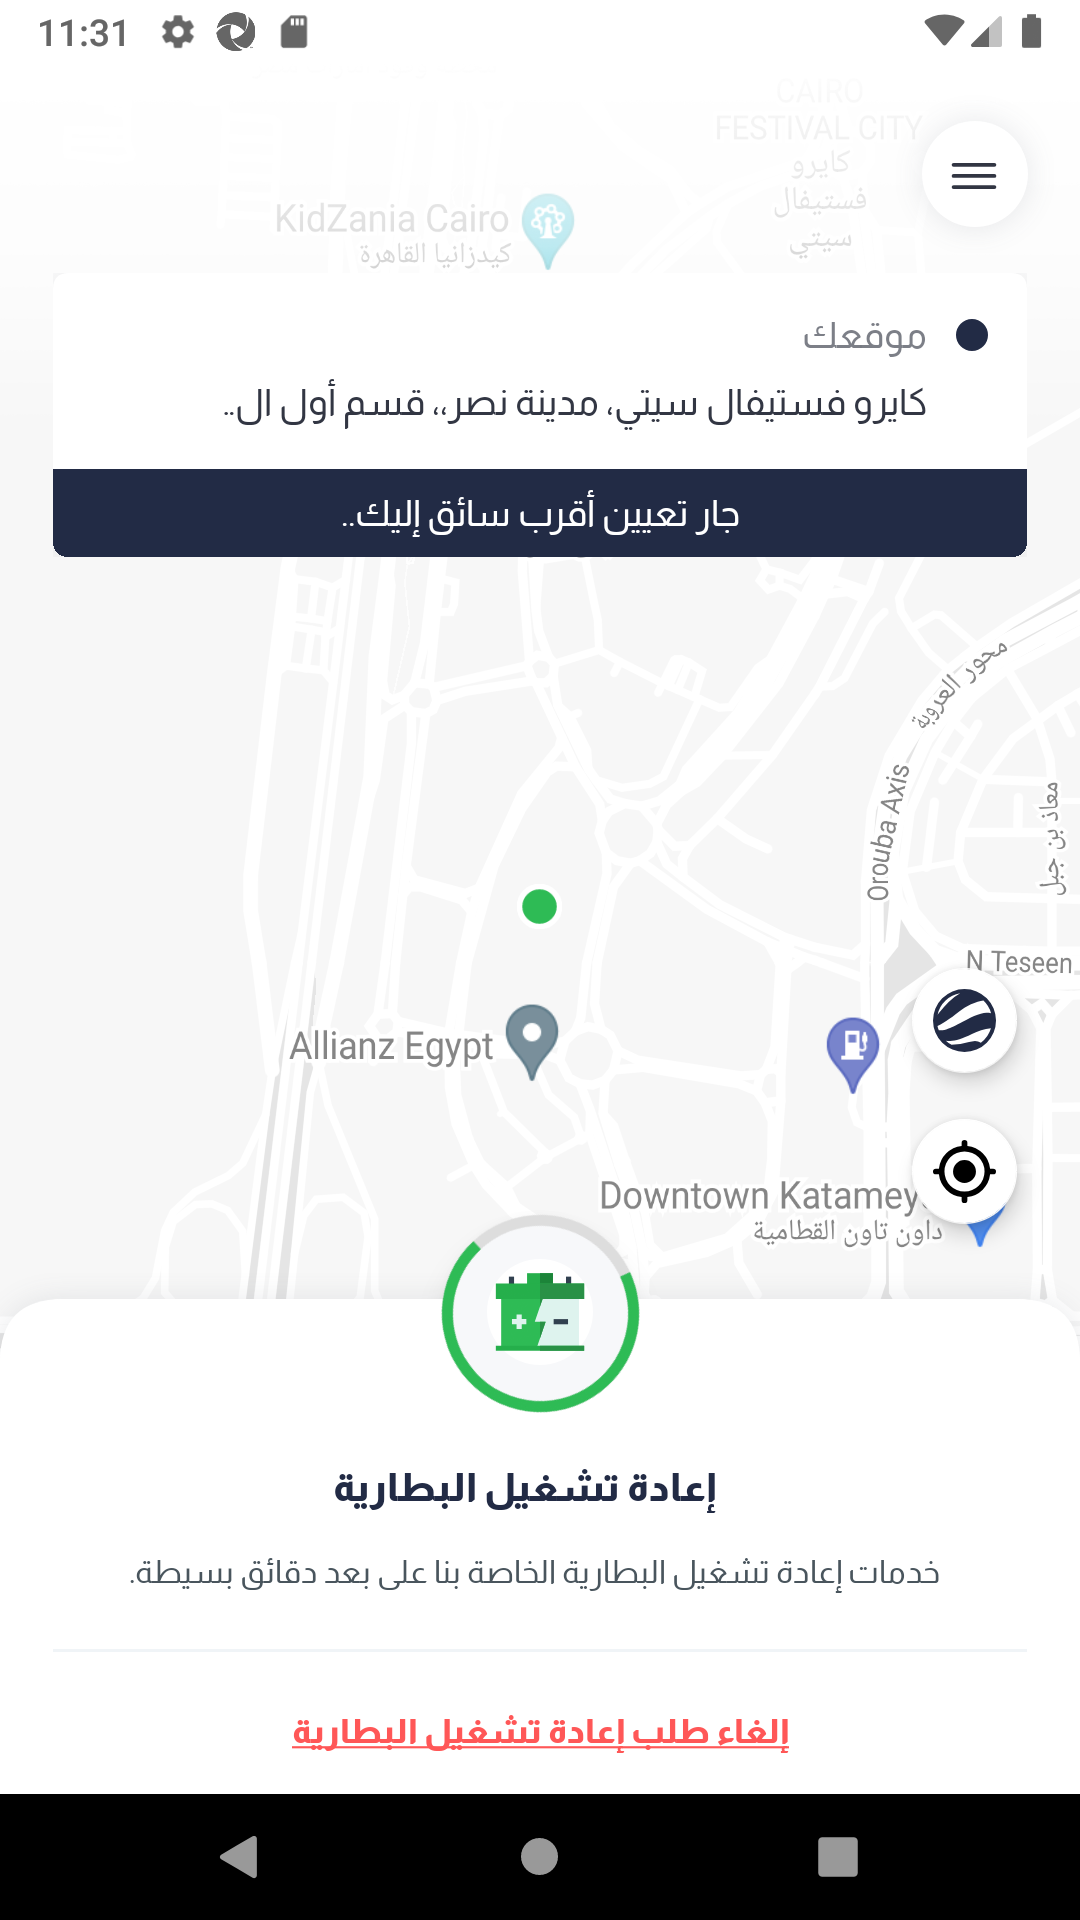 11:31
CAIRO
FESTIVAL CITY
كايرو
فستيفال
سيتي
KidZania Cairo
كيدزانيا القاهرة
موقعك
كايرو فستيفال سيتي، مدينة نصر،، قسم أول ال..
جار تعيين أقرب سائق إليك..
محور العروبة
Orouba Axis
معاذ بن جبل
N Teseen
Allianz Egypt
Downtown Katamey
داون تاون القطامية
إعادة تشغيل البطارية
خدمات إعادة تشغيل البطارية الخاصة بنا على بعد دقائق بسيطة.
إلغاء طلب إعادة تشغيل البطارية